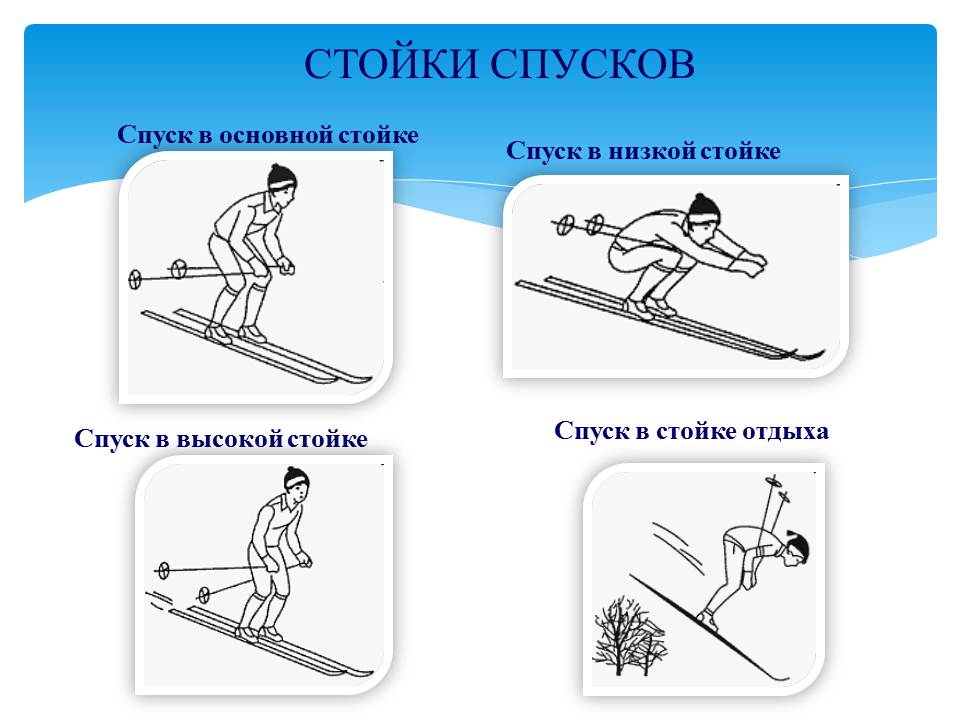 СТОЙКИ СПУСКОВ
Спуск в основной стойке
Спуск в низкой стойке
Спуск в высокой стойке
Спуск в стойке отдыха